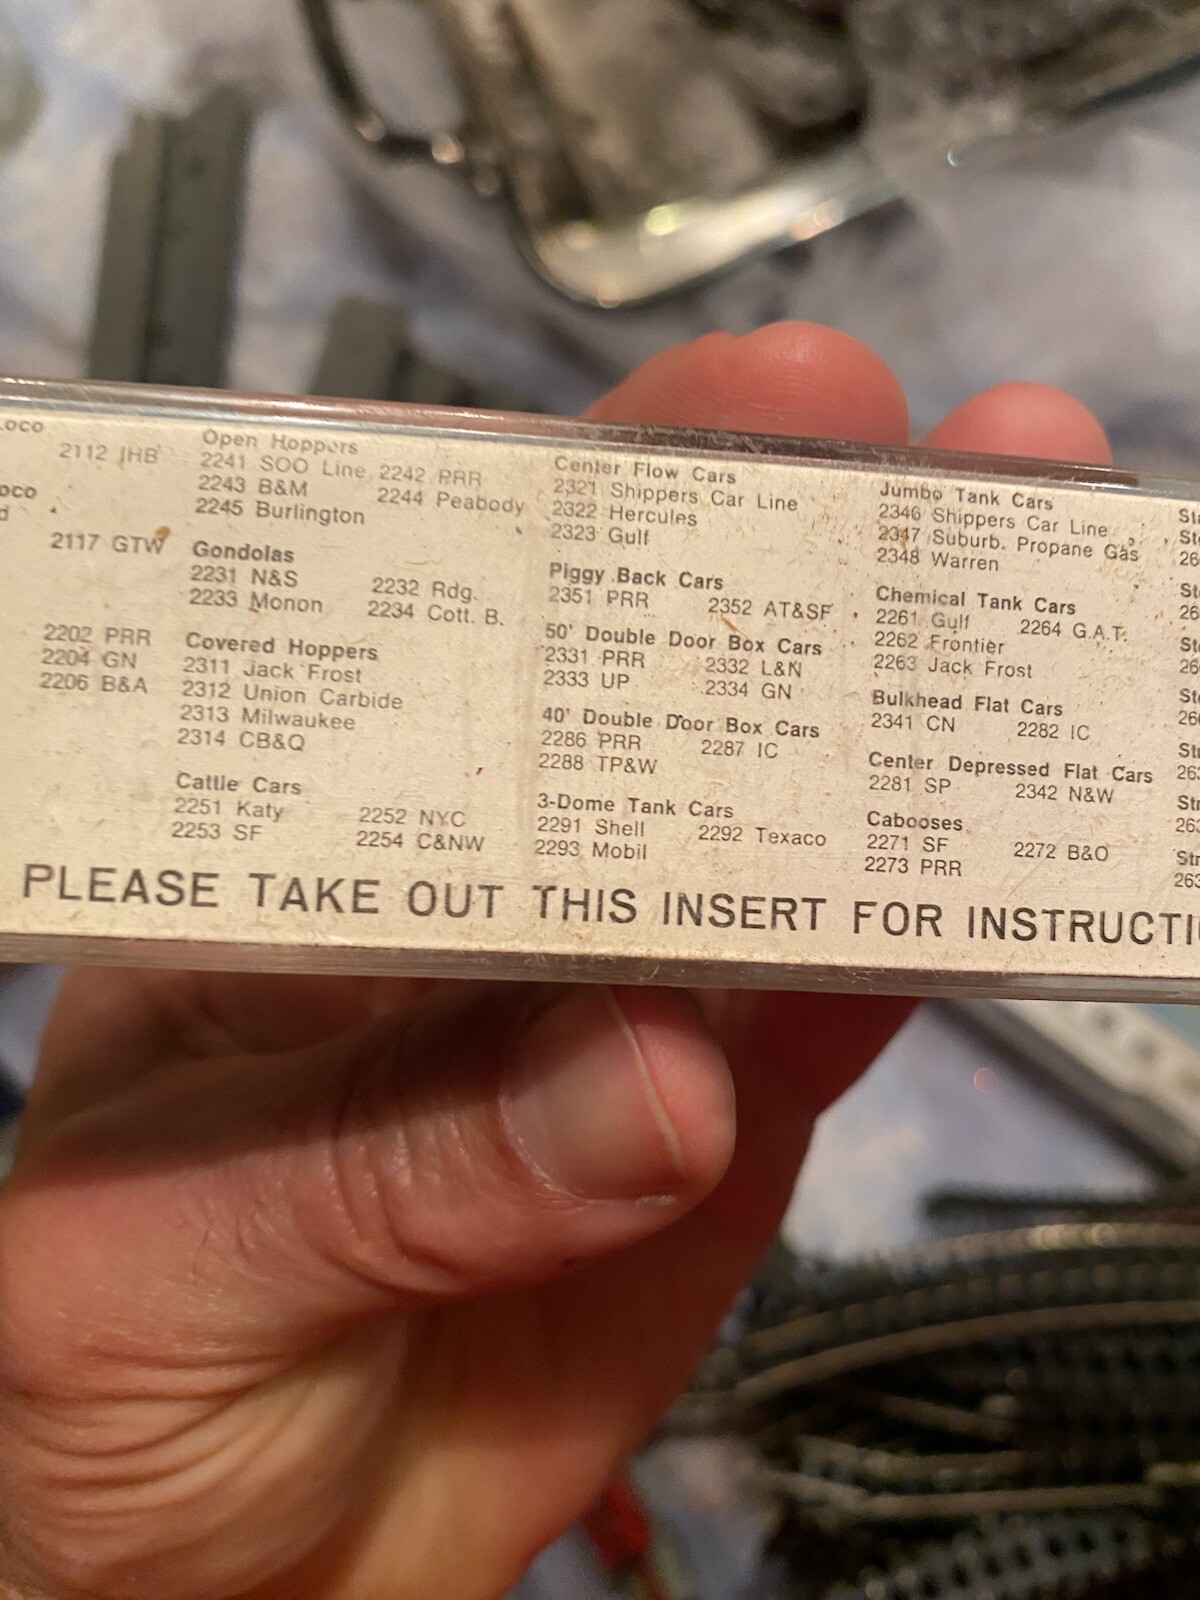 Loco
2112 IHB
oco
d
2117 GTW
2202 PRR
2204 GN
2206 B&A
Open Hoppers
2241 SOO Line 2242 PRR
2243 B&M 2244 Peabody
2245 Burlington
Gondolas
2231 N&S 2232 Rdg.
2233 Monon 2234 Cott. B.
Covered Hoppers
2311 Jack Frost
2312 Union Carbide
2313 Milwaukee
2314 CB&Q
Cattle Cars
2251 Katy 2252 NYC
2253 SF 2254 C&NW
Center Flow Cars
2321 Shippers Car Line
2322 Hercules
2323 Gulf
Piggy Back Cars
2351 PRR 2352 AT&SF
50' Double Door Box Cars
2331 PRR 2332 L&N
2333 UP 2334 GN
40' Double Door Box Cars
2286 PRR 2287 IC
2288 TP&W
3-Dome Tank Cars
2291 Shell 2292 Texaco
2293 Mobil
Jumbo Tank Cars
2346 Shippers Car Line
2347 Suburb. Propane Gas
2348 Warren
Chemical Tank Cars
2261 Gulf 2264 G.A.T.
2262 Frontier
2263 Jack Frost
Bulkhead Flat Cars
2341 CN 2282 IC
Center Depressed Flat Cars
2281 SP 2342 N&W
Cabooses
2271 SF 2272 B&O
2273 PRR
PLEASE TAKE OUT THIS INSERT FOR INSTRUCTI